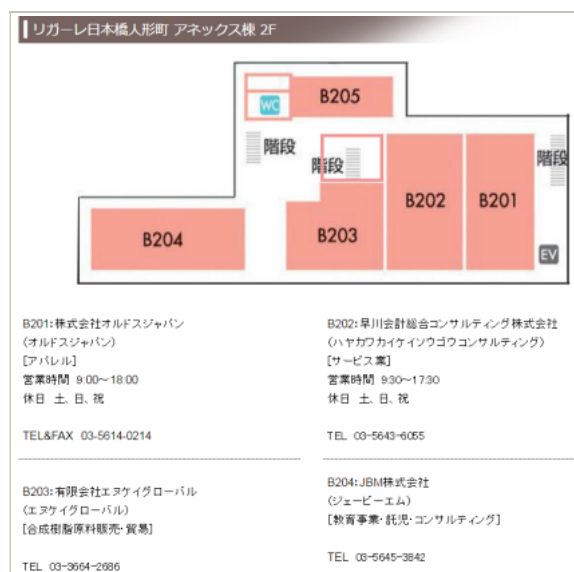 リガーレ日本橋人形町 アネックス棟 2F
WC
B205
階段
階段
階段
B202
B201
B204
B203
EV
B201:株式会社オルドスジャパン
(オルドスジャパン)
[アパレル]
営業時間 9:00～18:00
休日 土、日、祝
TEL&FAX 03-5614-0214
B202:早川会計総合コンサルティング株式会社
(ハヤカワカイケイソウゴウコンサルティング)
[サービス業]
営業時間 9:30～17:30
休日 土、日、祝
TEL 03-5643-6055
B203:有限会社エヌケイグローバル
(エヌケイグローバル)
[合成樹脂原料販売・貿易]
TEL 03-3664-2686
B204:JBM株式会社
(ジェービーエム)
[教育事業・託児・コンサルティング]
TEL 03-5645-3842